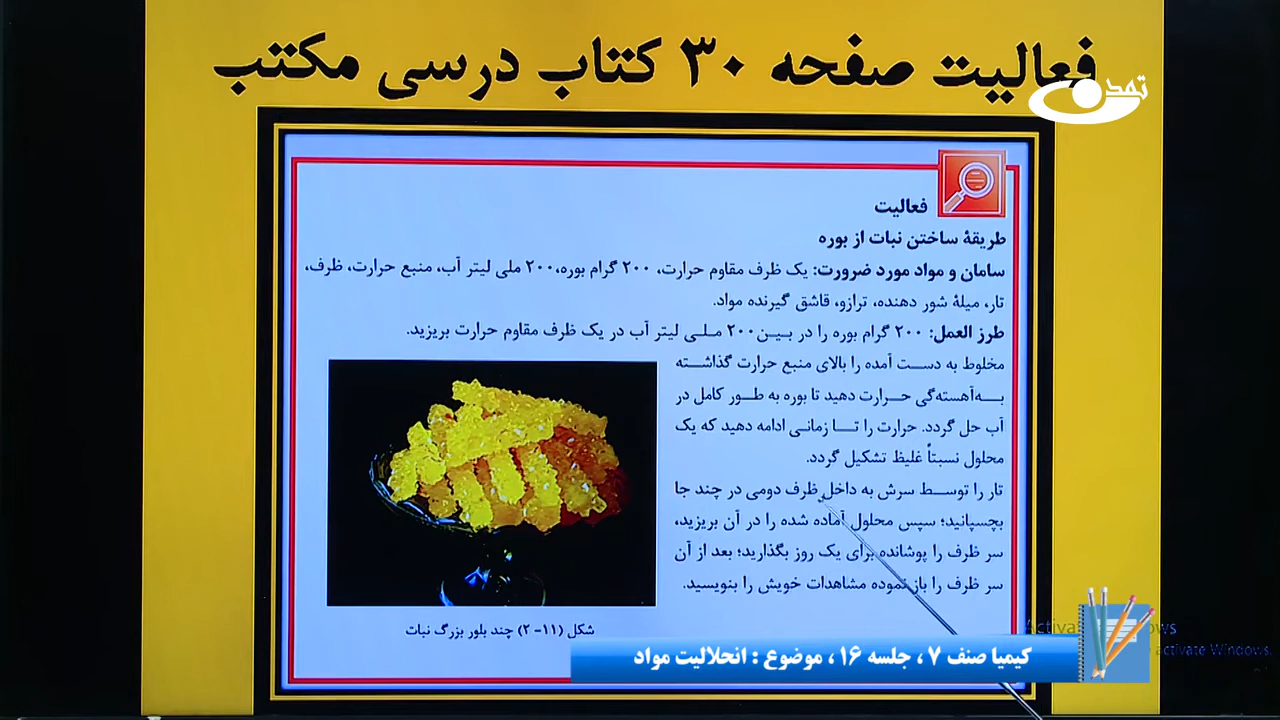 فعالیت صفحه ۳۰ کتاب درسی مکتب
تمدن
فعالیت
طریقهٔ ساختن نبات از بوره
سامان و مواد مورد ضرورت: یک ظرف مقاوم حرارت، ۲۰۰ گرام بوره،۲۰۰ ملی لیتر آب، منبع حرارت، ظرف،
تار، میلهٔ شور دهنده، ترازو، قاشق گیرنده مواد.
طرز العمل: ۲۰۰ گرام بوره را در بین۲۰۰ ملی لیتر آب در یک ظرف مقاوم حرارت بریزید.
مخلوط به دست آمده را بالای منبع حرارت گذاشته
به‌آهسته‌گی حرارت دهید تا بوره به طور کامل در
آب حل گردد. حرارت را تا زمانی ادامه دهید که یک
محلول نسبتاً غلیظ تشکیل گردد.
تار را توسط سرش به داخل ظرف دومی در چند جا
بچسپانید؛ سپس محلول آماده شده را در آن بریزید،
سر ظرف را پوشانده برای یک روز بگذارید؛ بعد از آن
سر ظرف را باز نموده مشاهدات خویش را بنویسید.
شکل (۱۱- ۲) چند بلور بزرگ نبات
کیمیا صنف ۷ ، جلسه ۱۶ ، موضوع : انحلالیت مواد
activate Windows.